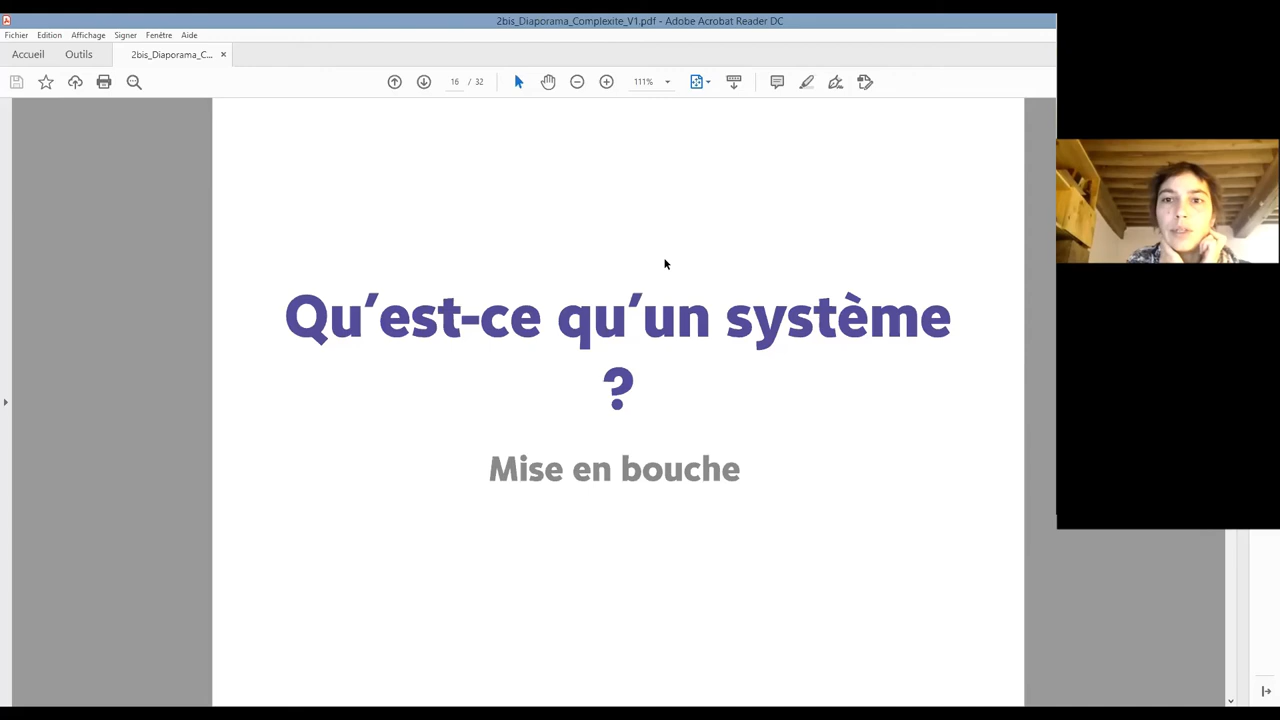 2bis_Diaporama_Complexite_V1.pdf - Adobe Acrobat Reader DC
Fichier Edition Affichage Signer Fenêtre Aide
Accueil Outils 2bis_Diaporama_C... ×
16 / 32 111%
Qu’est-ce qu’un système
?
Mise en bouche